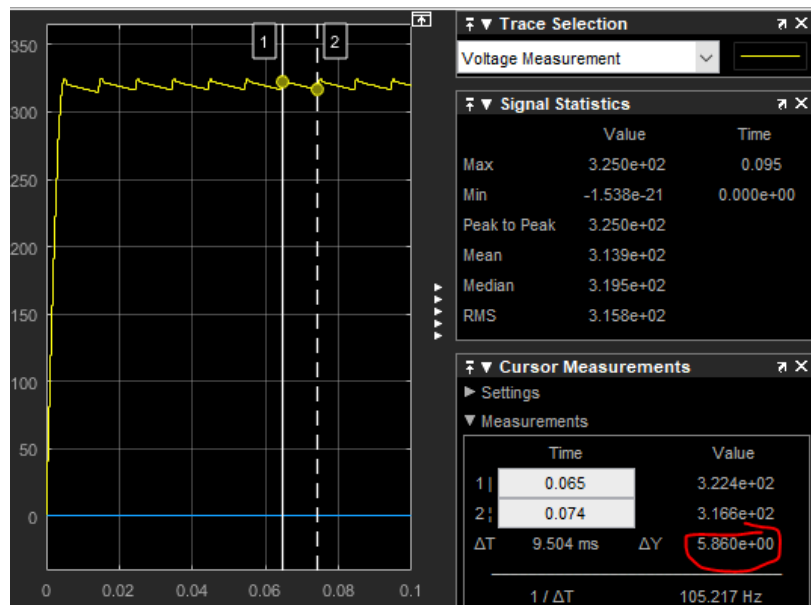 350
300
250
200
150
100
50
0
0 0.02 0.04 0.06 0.08 0.1
1 2
Trace Selection
Voltage Measurement
Signal Statistics
Value Time
Max 3.250e+02 0.095
Min -1.538e-21 0.000e+00
Peak to Peak 3.250e+02
Mean 3.139e+02
Median 3.195e+02
RMS 3.158e+02
Cursor Measurements
Settings
Measurements
Time Value
1 | 0.065 3.224e+02
2 ¦ 0.074 3.166e+02
ΔT 9.504 ms ΔY 5.860e+00
1 / ΔT 105.217 Hz